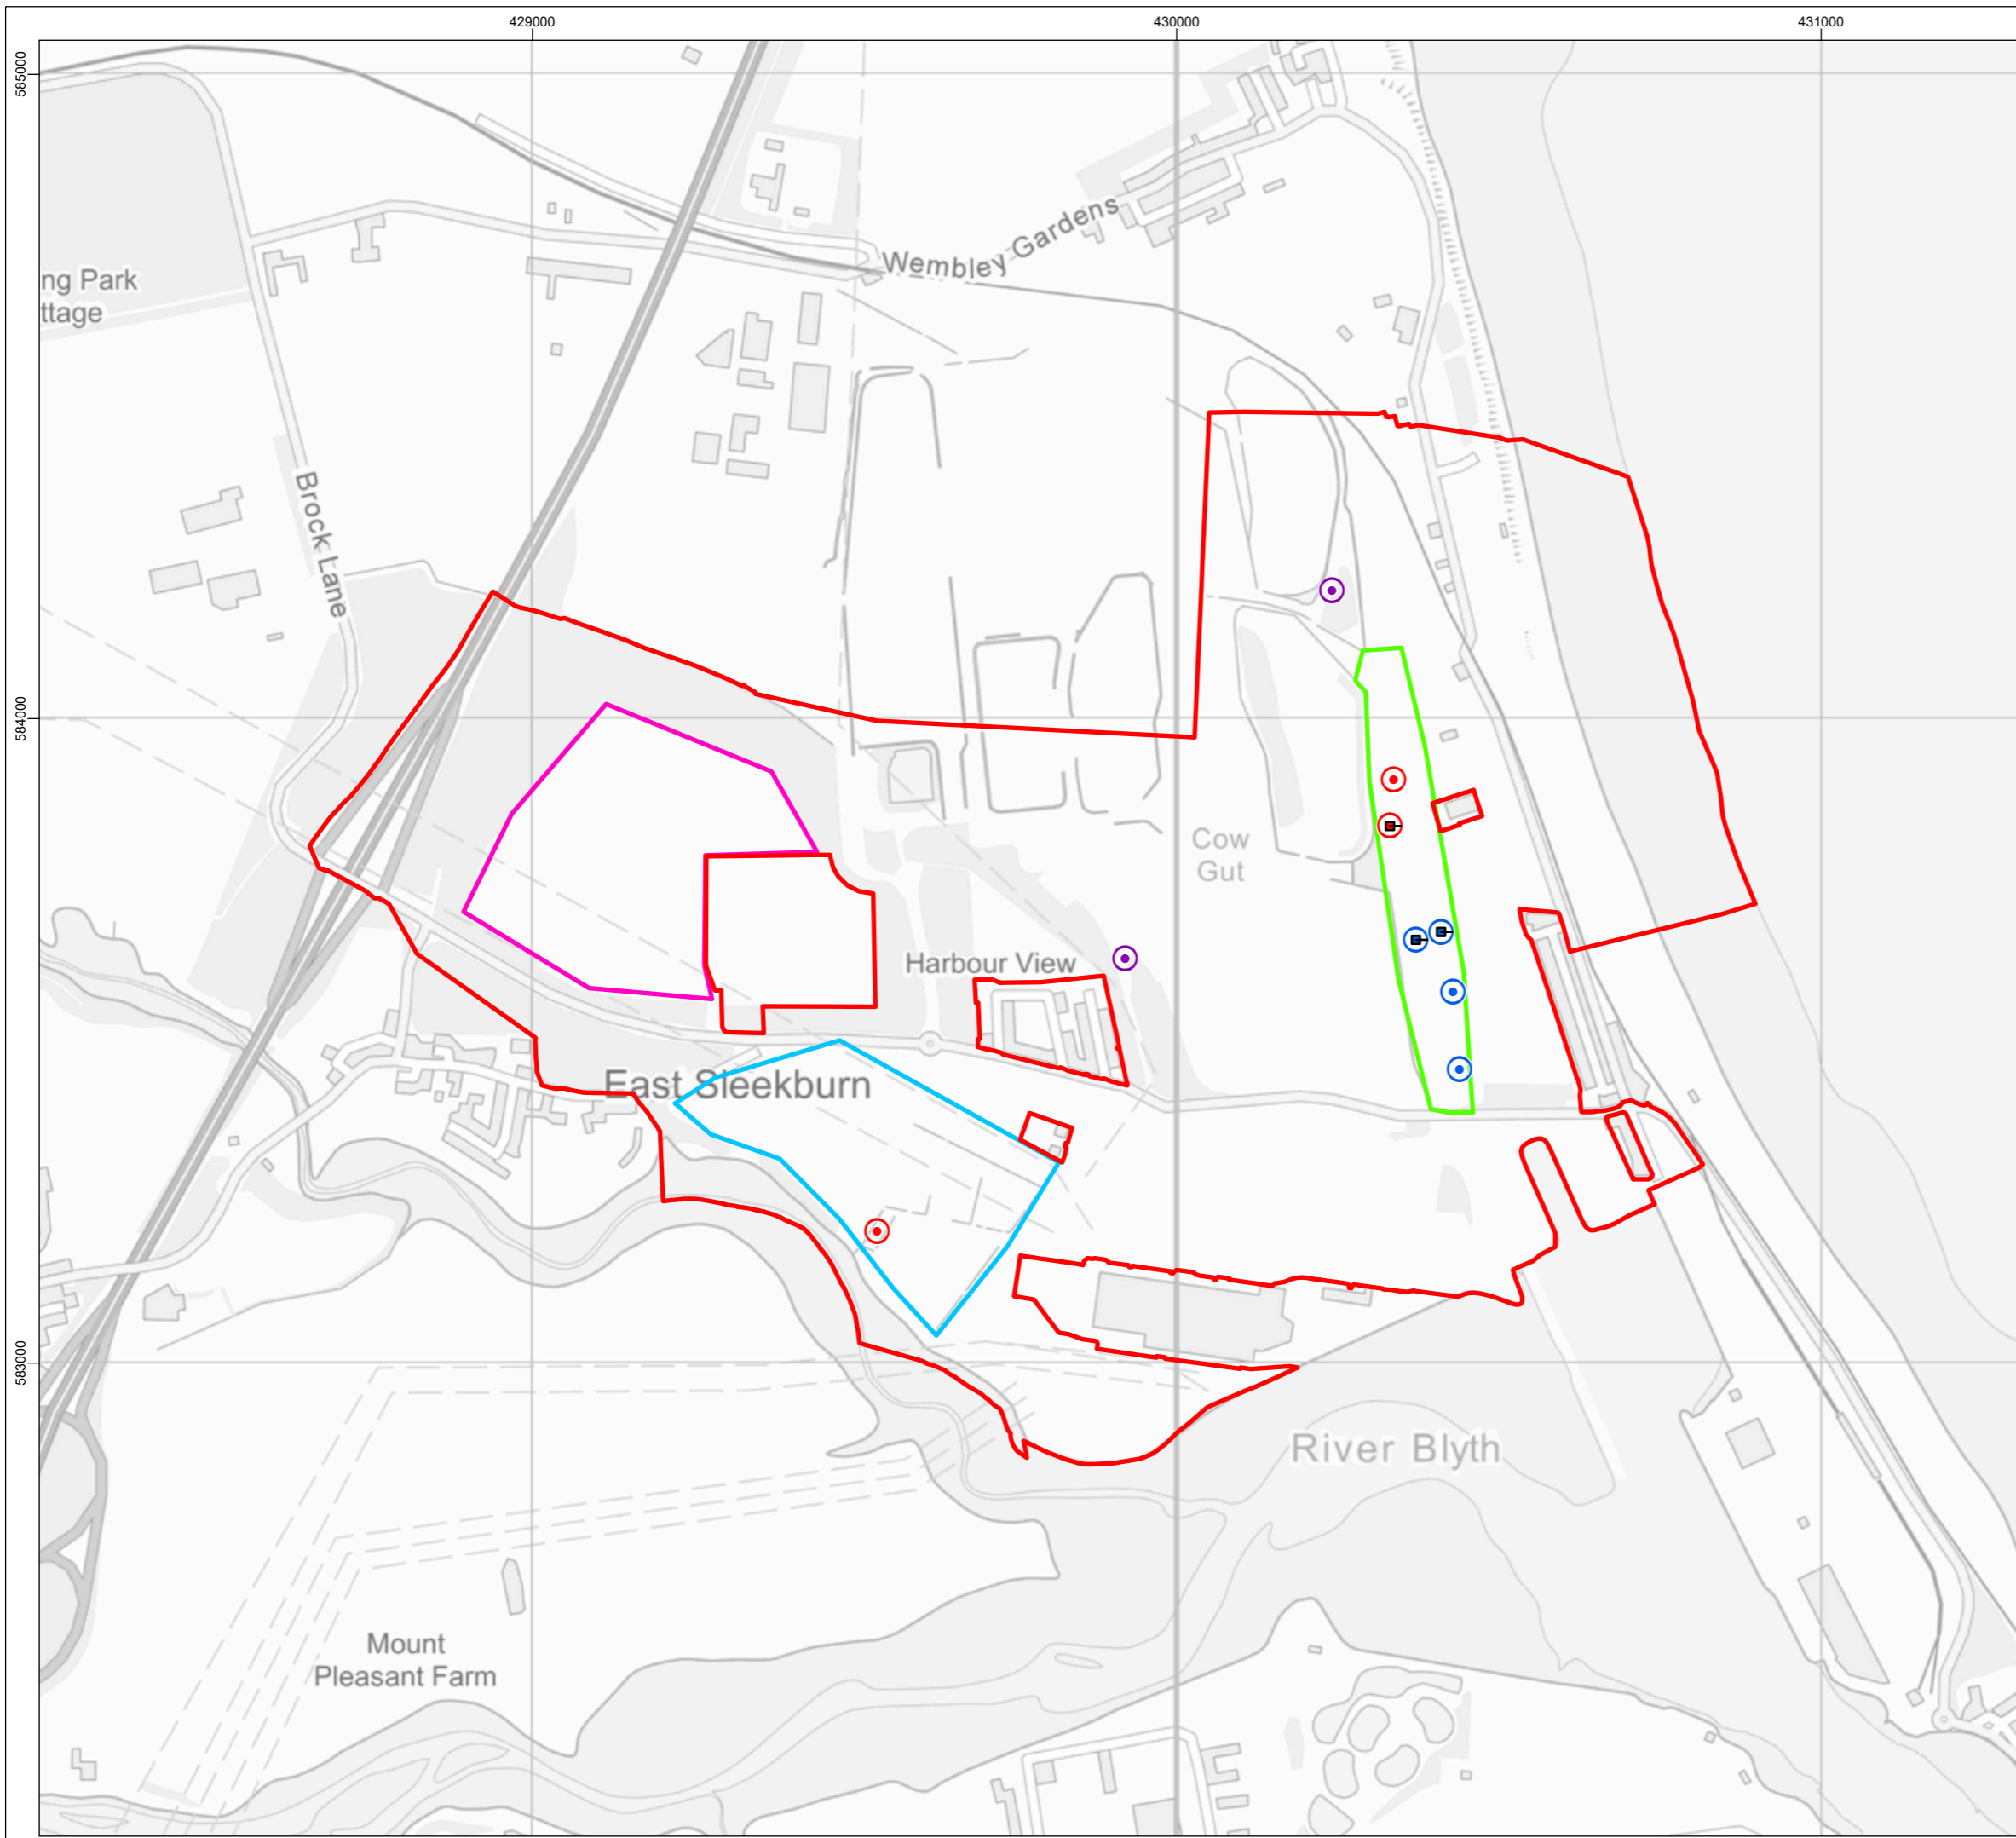 429000
430000
431000
585000
Wembley Gardens
ng Park
ttage
Brock Lane
584000
Cow
Gut
Harbour View
East Sleekburn
583000
River Blyth
Mount
Pleasant Farm